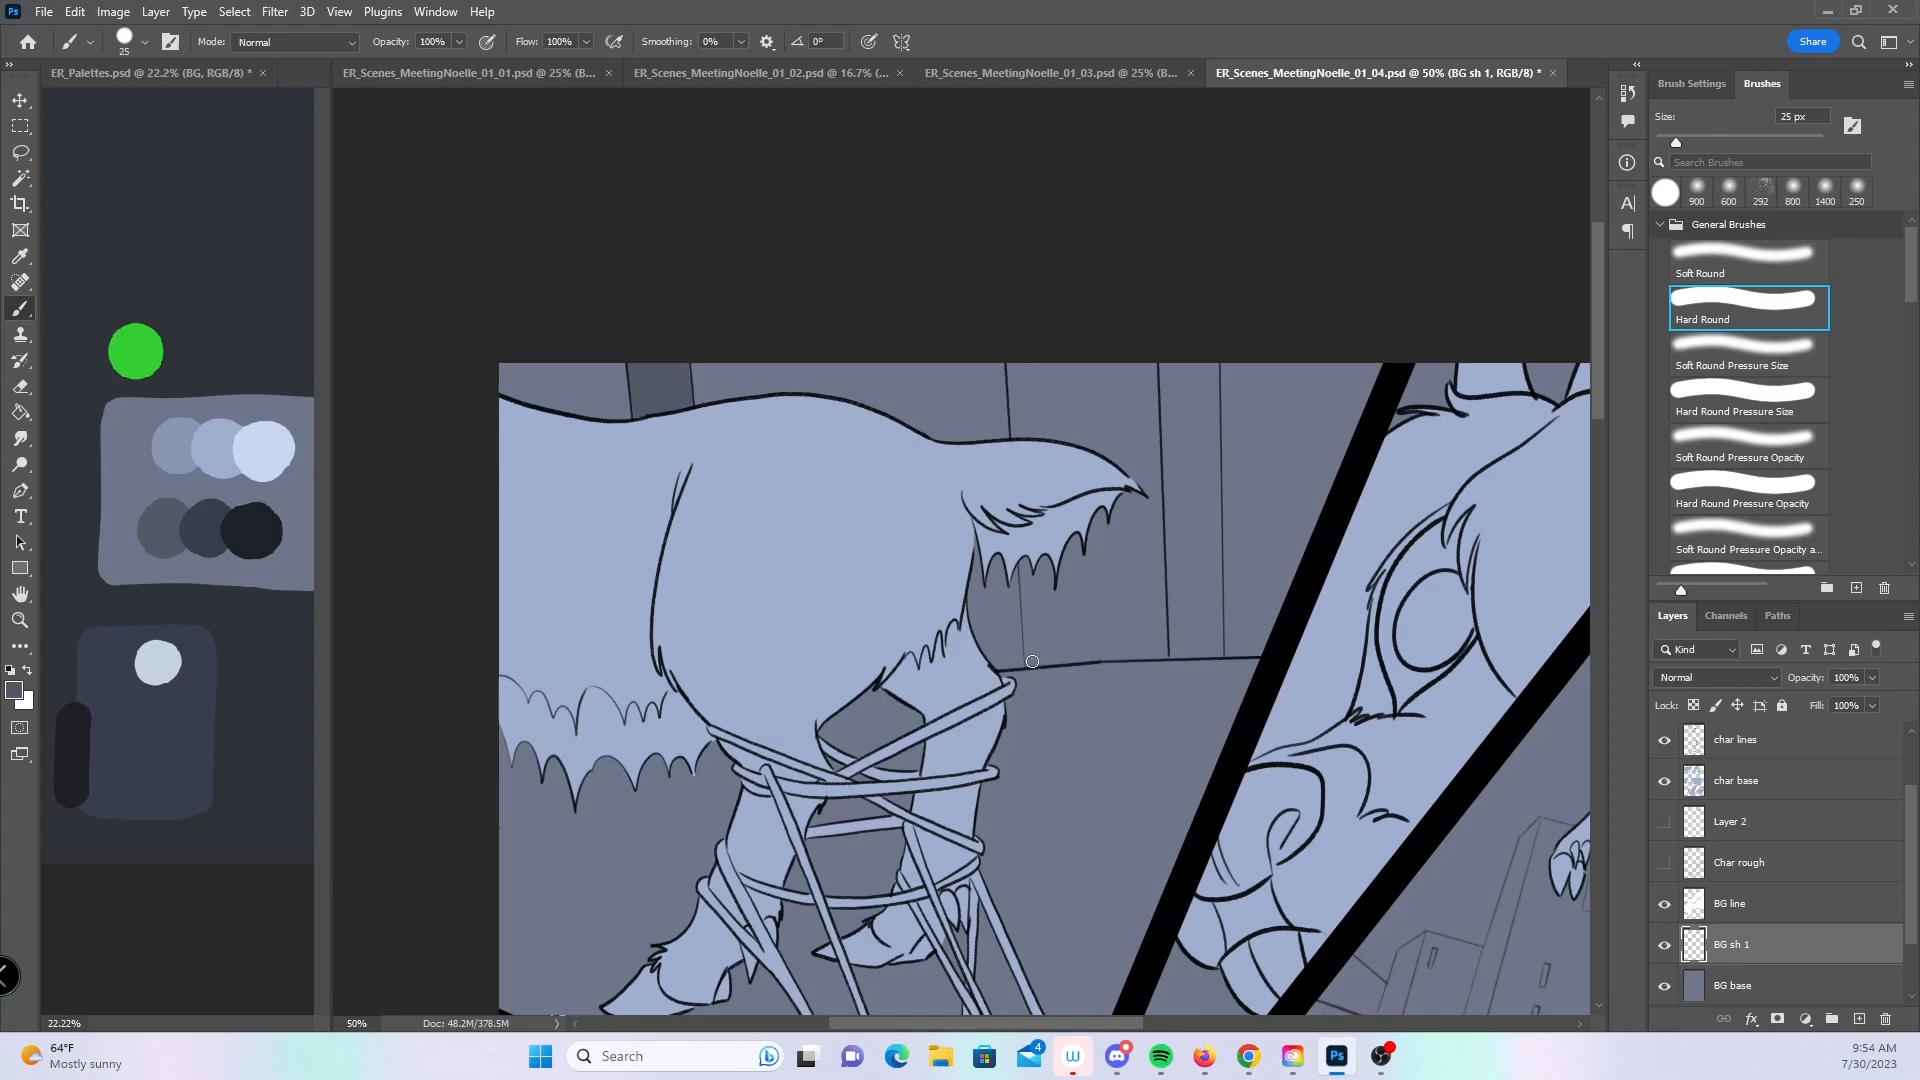 Ps File Edit Image Layer Type Select Filter 3D View Plugins Window Help
25 Mode: Normal Opacity: 100% Flow: 100% Smoothing: 0% 0° Share
ER_Palettes.psd @ 22.2% (BG, RGB/8) * ER_Scenes_MeetingNoelle_01_01.psd @ 25% (B... ER_Scenes_MeetingNoelle_01_02.psd @ 16.7% (... ER_Scenes_MeetingNoelle_01_03.psd @ 25% (B... ER_Scenes_MeetingNoelle_01_04.psd @ 50% (BG sh 1, RGB/8) *
Brush Settings Brushes
Size: 25 px
Search Brushes
900 600 292 800 1400 250
General Brushes
Soft Round
Hard Round
Soft Round Pressure Size
Hard Round Pressure Size
Soft Round Pressure Opacity
Hard Round Pressure Opacity
Soft Round Pressure Opacity a...
Layers Channels Paths
Kind
Normal Opacity: 100%
Lock: Fill: 100%
char lines
char base
Layer 2
Char rough
BG line
BG sh 1
BG base
22.22% 50% Doc: 48.2M/378.5M
64°F
Mostly sunny
Search
4
Ps
9:54 AM
7/30/2023